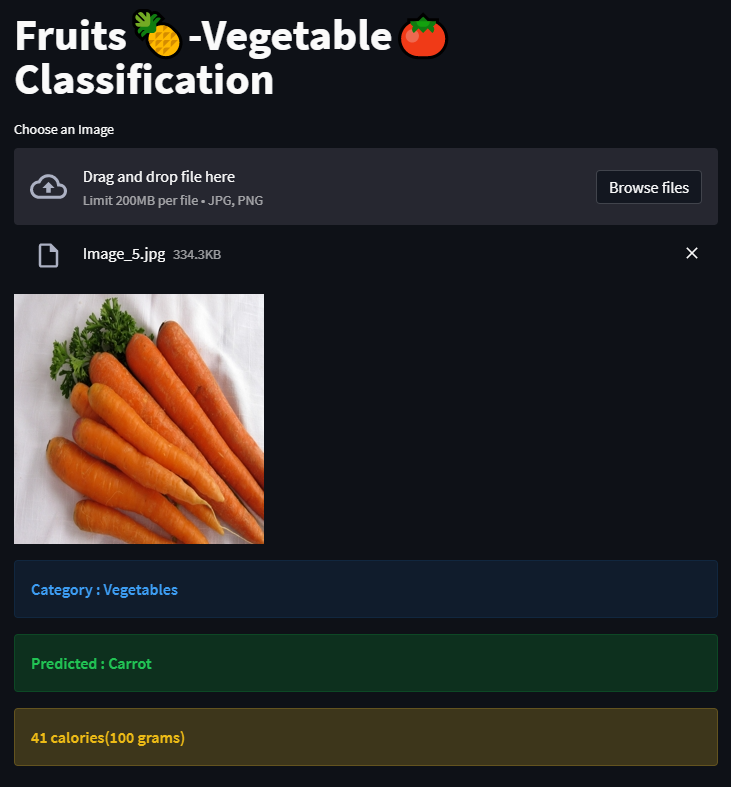 Fruits🍍-Vegetable🍅
Classification
Choose an Image
Drag and drop file here
Limit 200MB per file • JPG, PNG
Browse files
Image_5.jpg 334.3KB
Category : Vegetables
Predicted : Carrot
41 calories(100 grams)